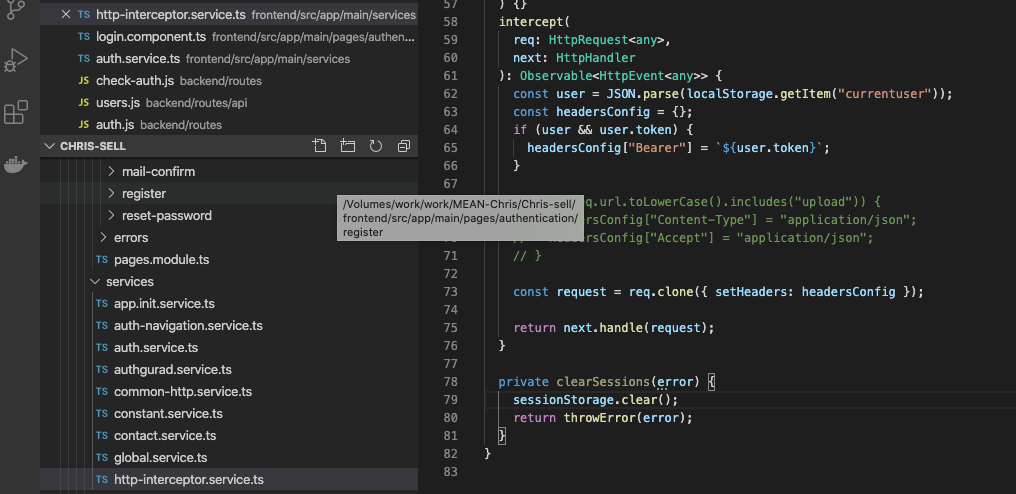 TS http-interceptor.service.ts frontend/src/app/main/services
TS login.component.ts frontend/src/app/main/pages/authen...
TS auth.service.ts frontend/src/app/main/services
JS check-auth.js backend/routes
JS users.js backend/routes/api
JS auth.js backend/routes
CHRIS-SELL
mail-confirm
register
reset-password
errors
TS pages.module.ts
services
TS app.init.service.ts
TS auth-navigation.service.ts
TS auth.service.ts
TS authgurad.service.ts
TS common-http.service.ts
TS constant.service.ts
TS contact.service.ts
TS global.service.ts
TS http-interceptor.service.ts
/Volumes/work/work/MEAN-Chris/Chris-sell/
frontend/src/app/main/pages/authentication/
register
57 ) {}
58 intercept(
59 req: HttpRequest<any>,
60 next: HttpHandler
61 ): Observable<HttpEvent<any>> {
62 const user = JSON.parse(localStorage.getItem("currentuser"));
63 const headersConfig = {};
64 if (user && user.token) {
65 headersConfig["Bearer"] = `${user.token}`;
66 }
67
q.url.toLowerCase().includes("upload")) {
ersConfig["Content-Type"] = "application/json";
ersConfig["Accept"] = "application/json";
71 // }
72
73 const request = req.clone({ setHeaders: headersConfig });
74
75 return next.handle(request);
76 }
77
78 private clearSessions(error) {
79 sessionStorage.clear();
80 return throwError(error);
81 }
82 }
83